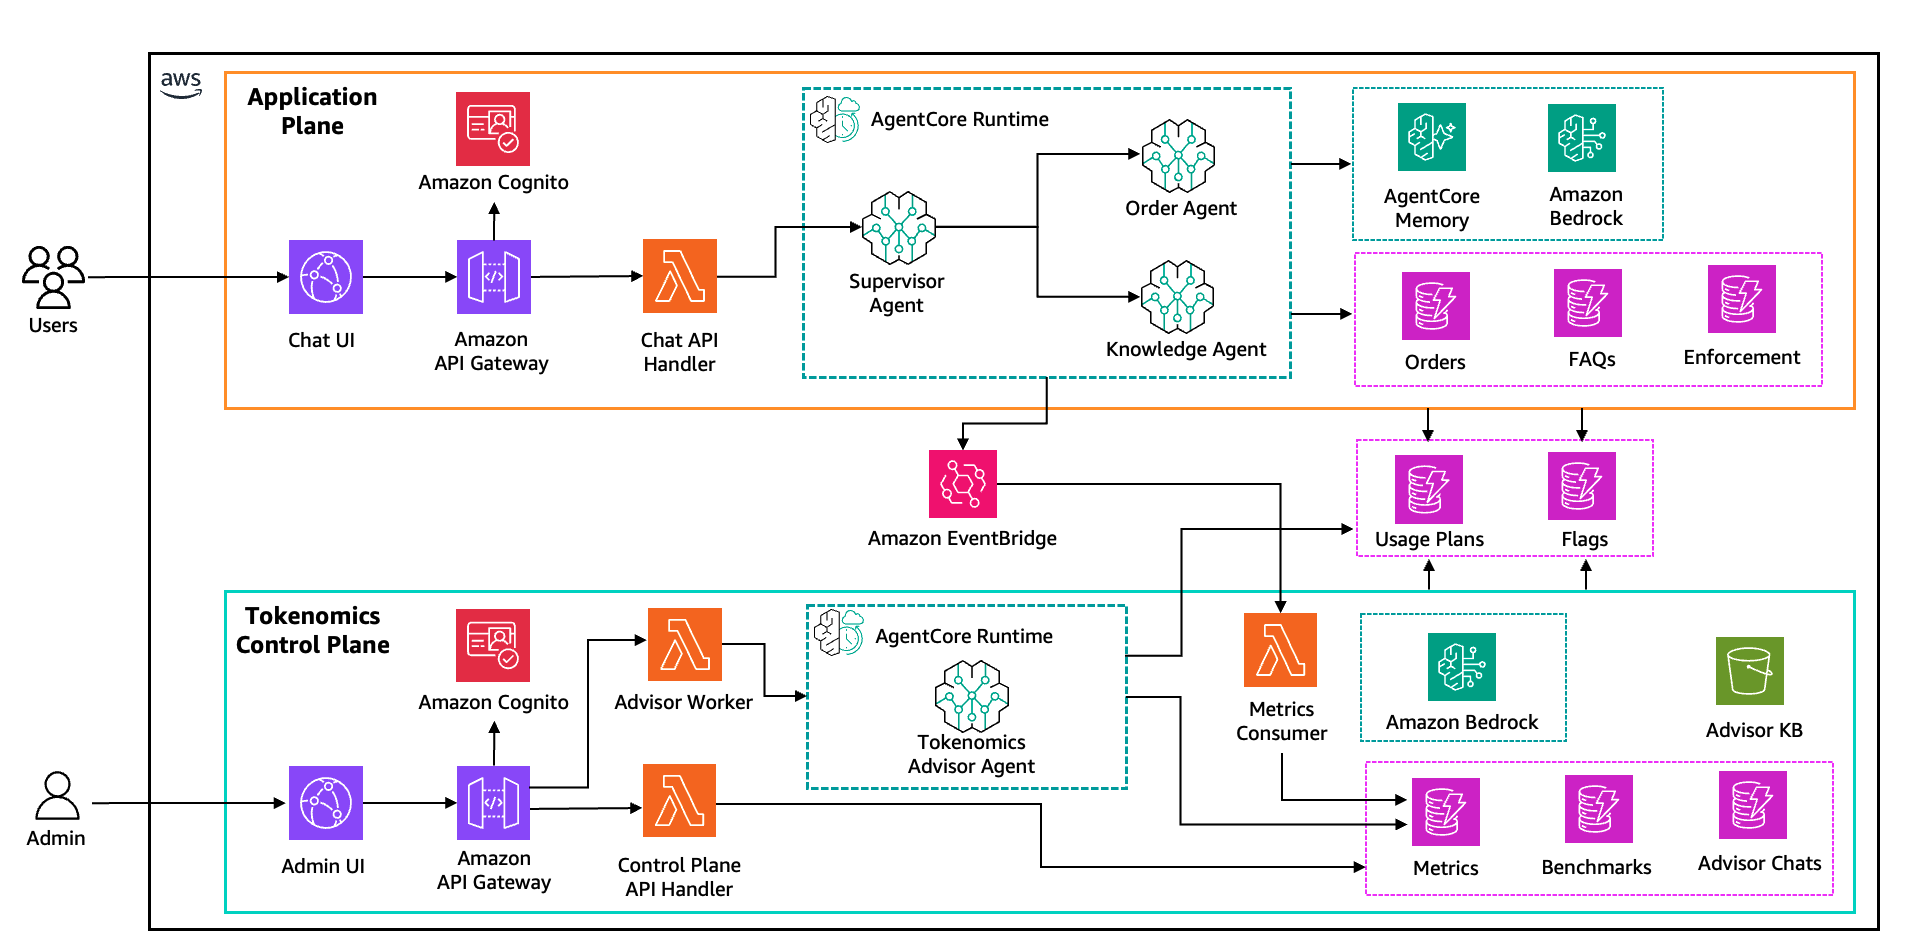 aws
Application
Plane
Amazon Cognito
Users
Chat UI
Amazon
API Gateway
Chat API
Handler
AgentCore Runtime
Supervisor
Agent
Order Agent
Knowledge Agent
AgentCore
Memory
Amazon
Bedrock
Orders
FAQs
Enforcement
Amazon EventBridge
Usage Plans
Flags
Tokenomics
Control Plane
Amazon Cognito
Admin
Admin UI
Amazon
API Gateway
Advisor Worker
Control Plane
API Handler
AgentCore Runtime
Tokenomics
Advisor Agent
Metrics
Consumer
Amazon Bedrock
Advisor KB
Metrics
Benchmarks
Advisor Chats